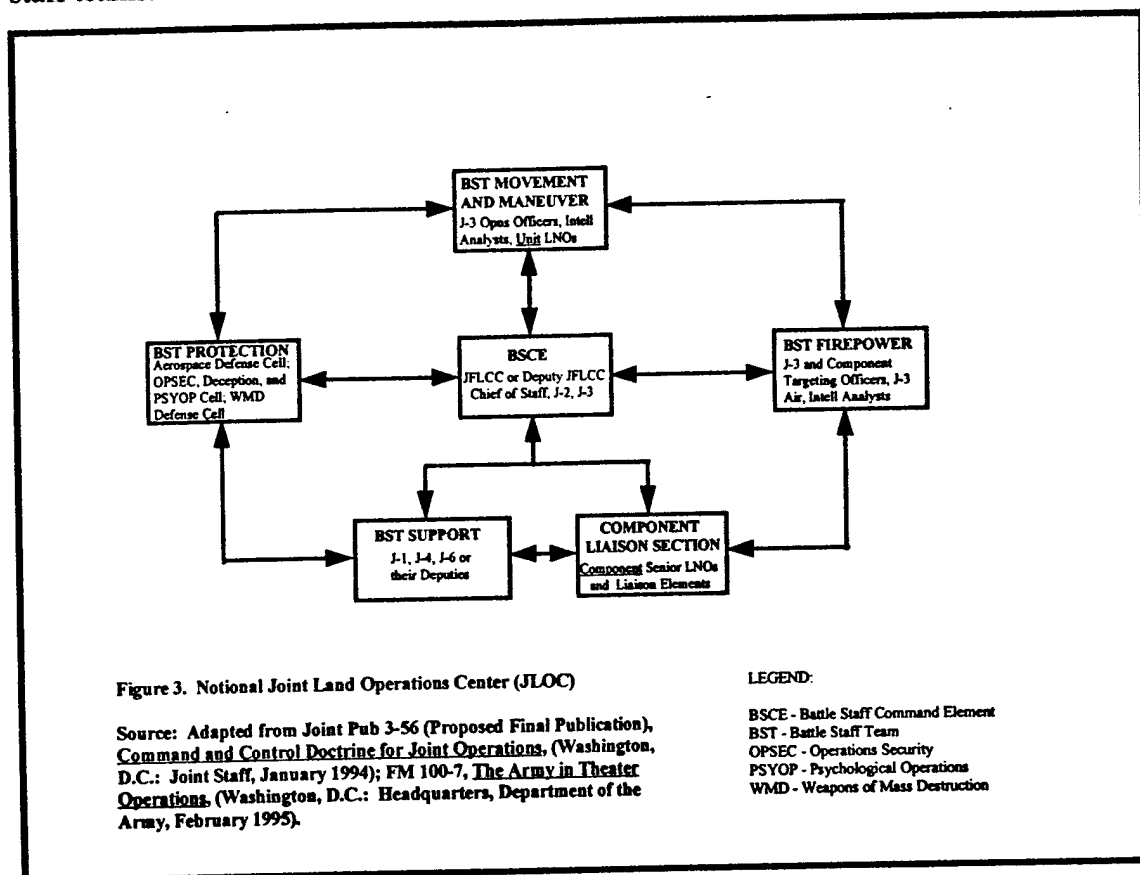 BST MOVEMENT
AND MANEUVER
J-3 Opns Officers, Intell
Analysts, Unit LNOs
BST PROTECTION
Aerospace Defense Cell;
OPSEC, Deception, and
PSYOP Cell; WMD
Defense Cell
BSCE
JFLCC or Deputy JFLCC
Chief of Staff, J-2, J-3
BST FIREPOWER
J-3 and Component
Targeting Officers, J-3
Air, Intell Analysts
BST SUPPORT
J-1, J-4, J-6 or
their Deputies
COMPONENT
LIAISON SECTION
Component Senior LNOs
and Liaison Elements
Figure 3. Notional Joint Land Operations Center (JLOC)
Source: Adapted from Joint Pub 3-56 (Proposed Final Publication),
Command and Control Doctrine for Joint Operations, (Washington,
D.C.: Joint Staff, January 1994); FM 100-7, The Army in Theater
Operations, (Washington, D.C.: Headquarters, Department of the
Army, February 1995).
LEGEND:
BSCE - Battle Staff Command Element
BST - Battle Staff Team
OPSEC - Operations Security
PSYOP - Psychological Operations
WMD - Weapons of Mass Destruction